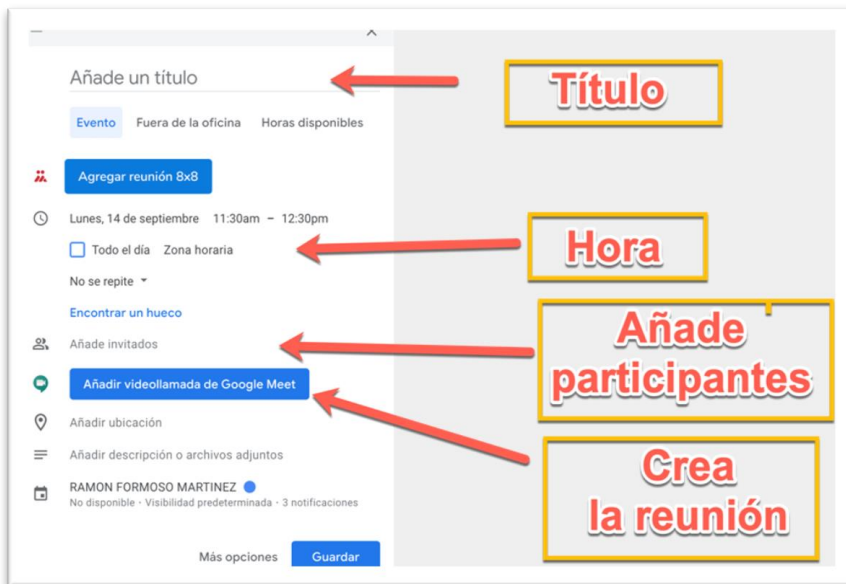 Añade un título
Título
Evento Fuera de la oficina Horas disponibles
Agregar reunión 8x8
Lunes, 14 de septiembre 11:30am – 12:30pm
Todo el día Zona horaria
Hora
No se repite
Encontrar un hueco
Añade invitados
Añade
participantes
Añadir videollamada de Google Meet
Añadir ubicación
Añadir descripción o archivos adjuntos
Crea
la reunión
RAMON FORMOSO MARTINEZ
No disponible - Visibilidad predeterminada - 3 notificaciones
Más opciones Guardar